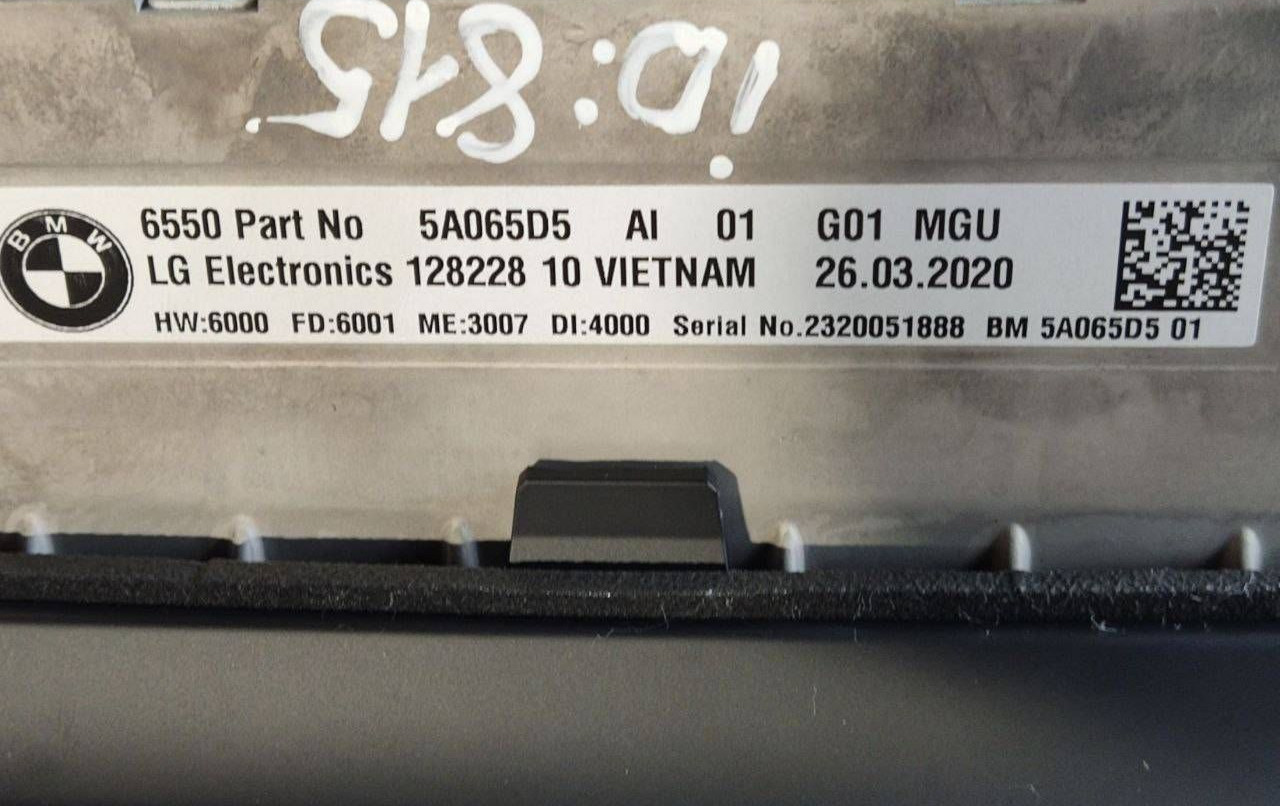 iD:815
BMW
6550 Part No 5A065D5 AI 01 G01 MGU
LG Electronics 128228 10 VIETNAM 26.03.2020
HW:6000 FD:6001 ME:3007 DI:4000 Serial No.2320051888 BM 5A065D5 01